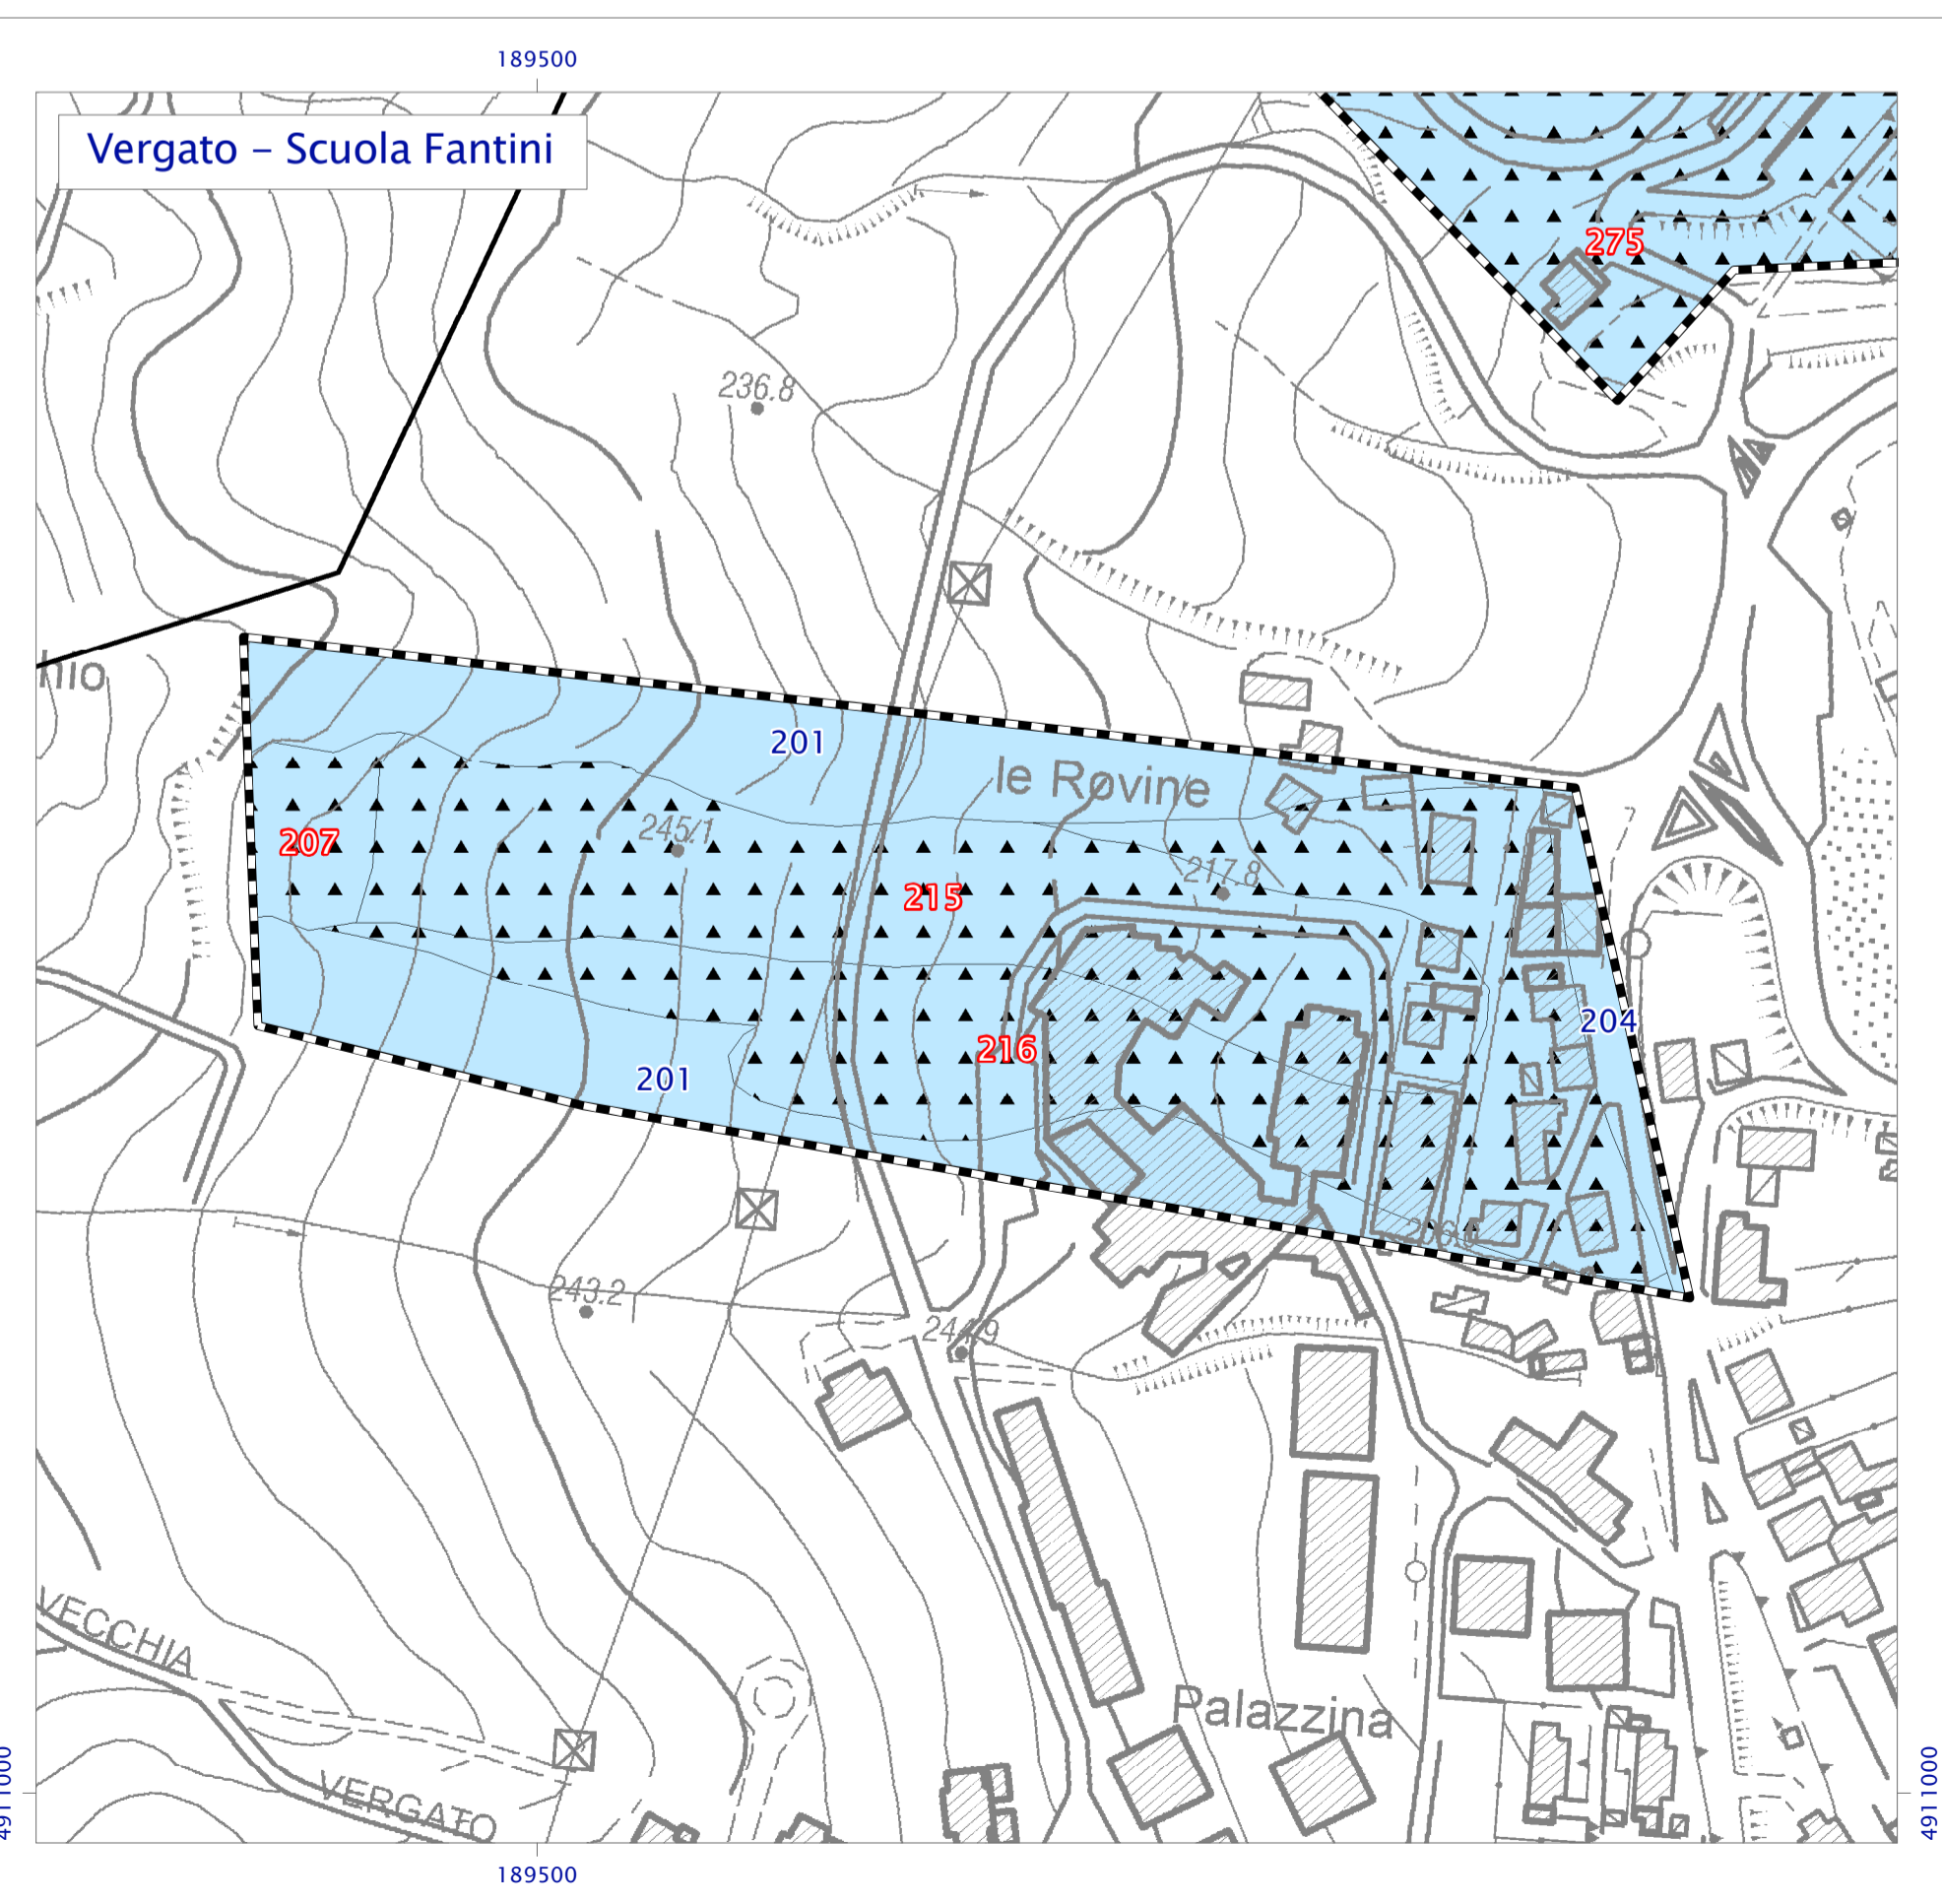 189500
Vergato – Scuola Fantini
275
236.8
hio
201
le Rovine
245/1
207
217.8
215
204
216
201
243.2
244.9
VECCHIA
Palazzina
VERGATO
4911000
4911000
189500